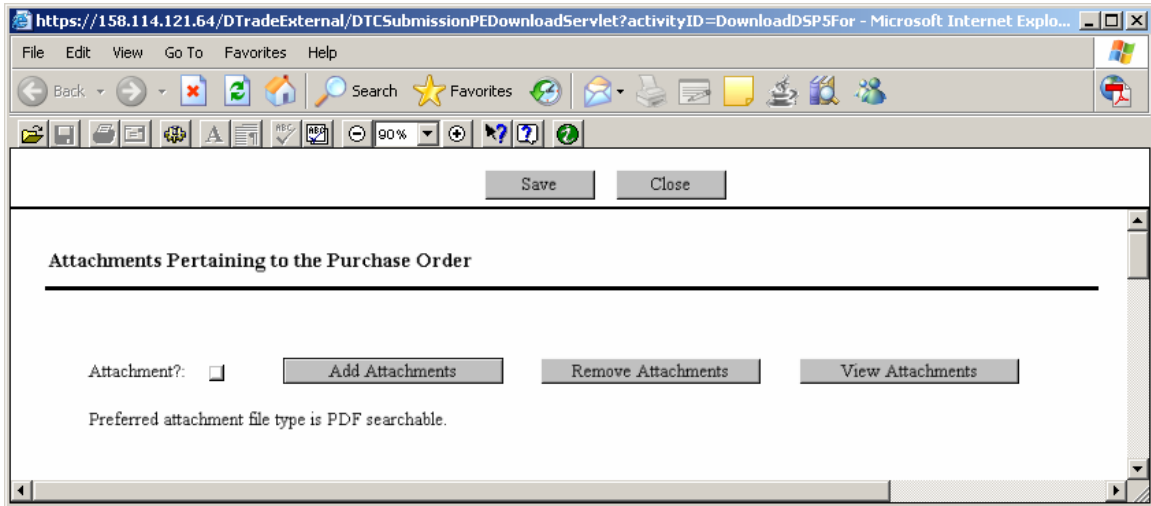 https://158.114.121.64/DTradeExternal/DTCSubmissionPEDownloadServlet?activityID=DownloadDSP5For - Microsoft Internet Explo...
File Edit View Go To Favorites Help
Back Search Favorites
A ABC ABC 90% ? ?
Save Close
Attachments Pertaining to the Purchase Order
Attachment?: Add Attachments Remove Attachments View Attachments
Preferred attachment file type is PDF searchable.